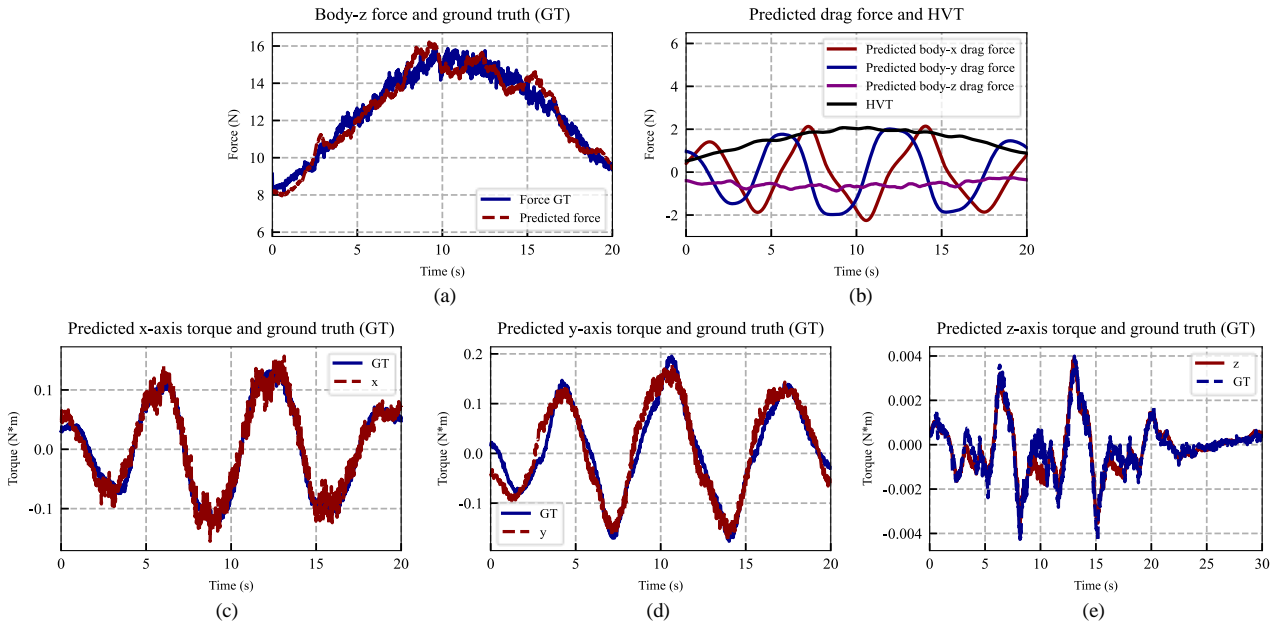 Body-z force and ground truth (GT)
Force (N)
16
14
12
10
8
6
Force GT
Predicted force
0
5
10
15
20
Time (s)
(a)
Predicted drag force and HVT
Force (N)
6
4
2
0
-2
Predicted body-x drag force
Predicted body-y drag force
Predicted body-z drag force
HVT
0
5
10
15
20
Time (s)
(b)
Predicted x-axis torque and ground truth (GT)
Torque (N*m)
0.1
0.0
-0.1
GT
x
0
5
10
15
20
Time (s)
(c)
Predicted y-axis torque and ground truth (GT)
Torque (N*m)
0.2
0.1
0.0
-0.1
GT
y
0
5
10
15
20
Time (s)
(d)
Predicted z-axis torque and ground truth (GT)
Torque (N*m)
0.004
0.002
0.000
-0.002
-0.004
z
GT
0
5
10
15
20
25
30
Time (s)
(e)